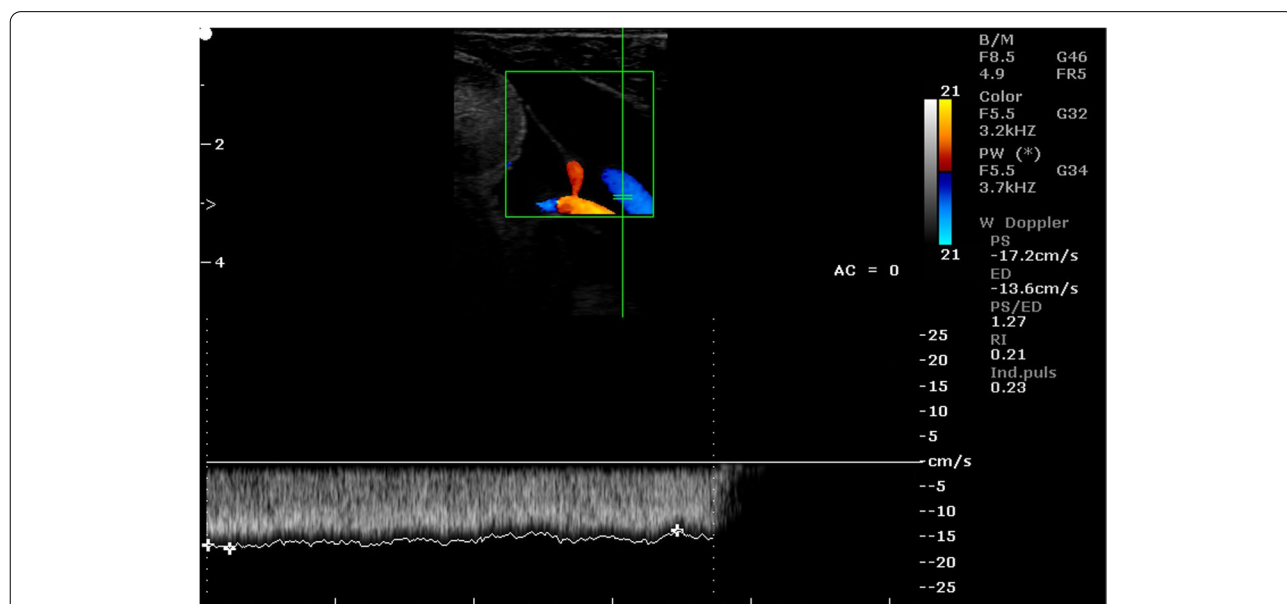 B/M
F8.5 G46
4.9 FR5
Color
F5.5 G32
3.2kHZ
PW (*)
F5.5 G34
3.7kHZ
W Doppler
PS
-17.2cm/s
ED
-13.6cm/s
PS/ED
1.27
RI
0.21
Ind.puls
0.23
21
21
AC = 0
-2
->
-4
-25
-20
-15
-10
-5
-cm/s
--5
--10
--15
--20
--25